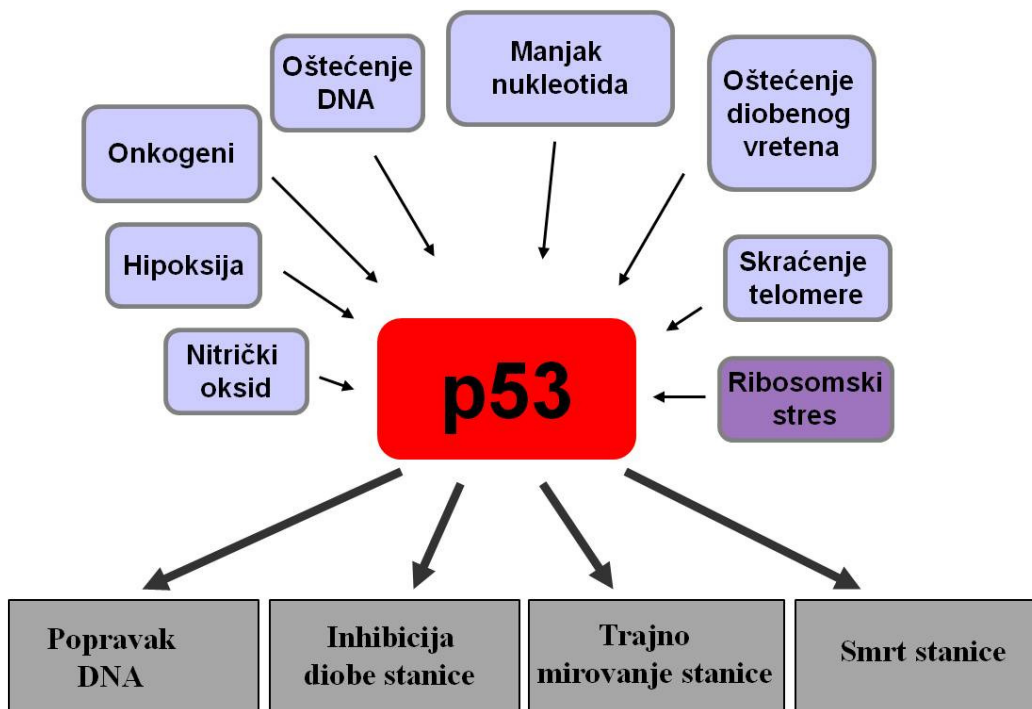 Oštećenje
DNA
Manjak
nukleotida
Oštećenje
diobenog
vretena
Onkogeni
Hipoksija
Skraćenje
telomere
Nitrički
oksid
p53
Ribosomski
stres
Popravak
DNA
Inhibicija
diobe stanice
Trajno
mirovanje stanice
Smrt stanice